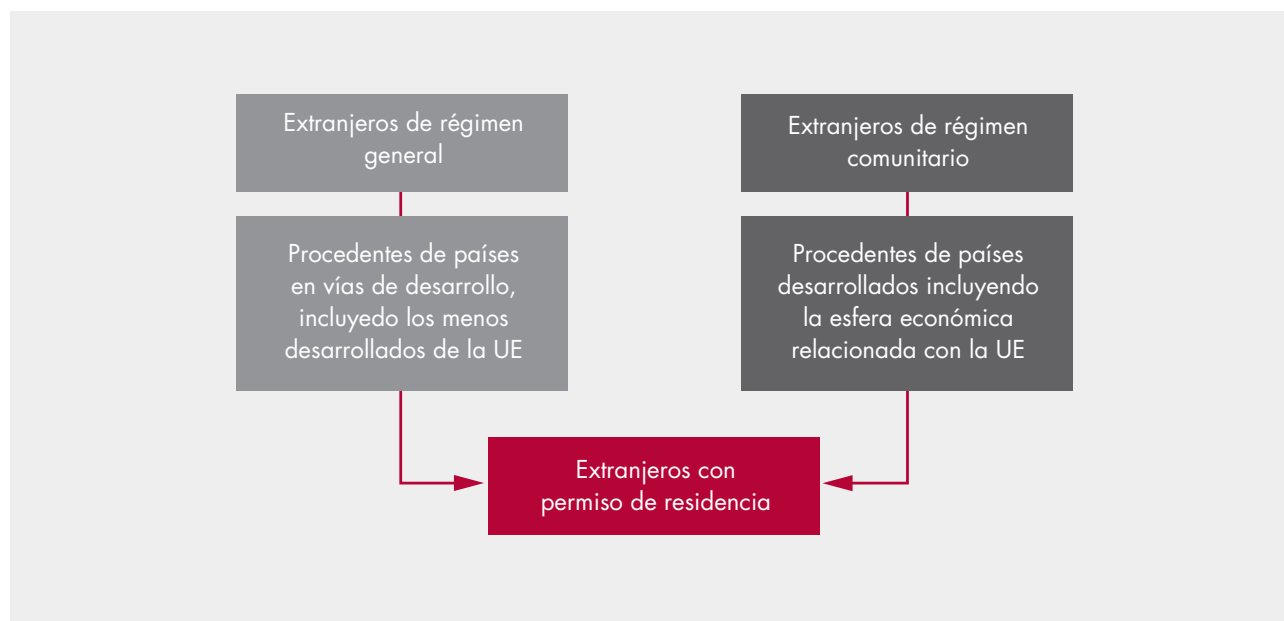 Extranjeros de régimen
general
Procedentes de países
en vías de desarrollo,
incluyedo los menos
desarrollados de la UE
Extranjeros de régimen
comunitario
Procedentes de países
desarrollados incluyendo
la esfera económica
relacionada con la UE
Extranjeros con
permiso de residencia